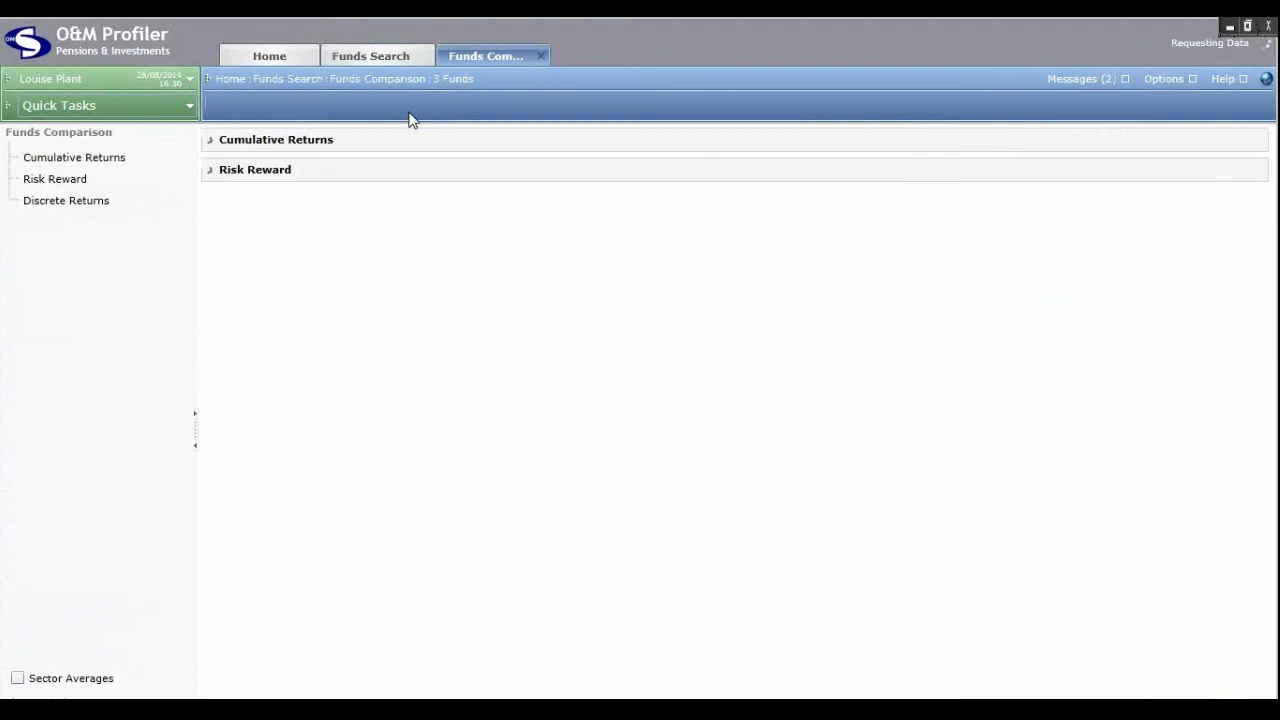 OMS
O&M Profiler
Pensions & Investments
Home
Funds Search
Funds Com...
Requesting Data
Louise Plant
28/08/2014
16:50
Home : Funds Search : Funds Comparison : 3 Funds
Messages (2)
Options
Help
Quick Tasks
Funds Comparison
Cumulative Returns
Risk Reward
Discrete Returns
Cumulative Returns
Risk Reward
Sector Averages